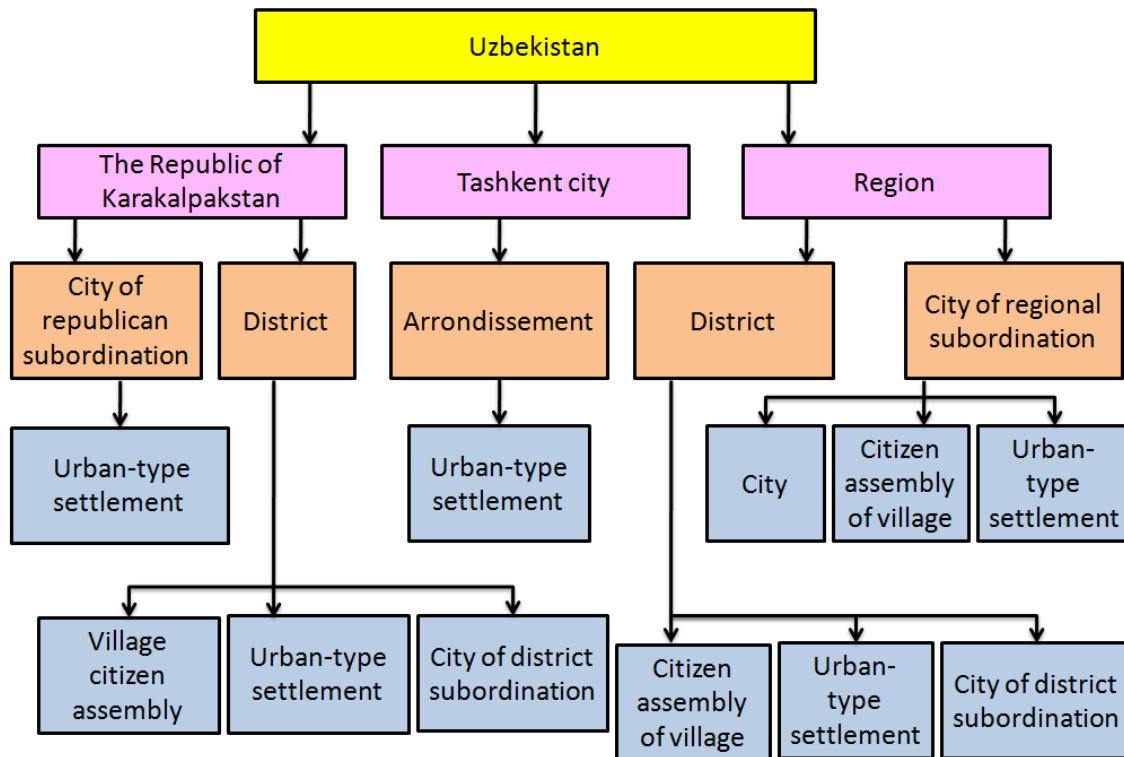 Uzbekistan
The Republic of
Karakalpakstan
Tashkent city
Region
City of
republican
subordination
District
Arrondissement
District
City of regional
subordination
Urban-type
settlement
Urban-type
settlement
City
Citizen
assembly
of village
Urban-
type
settlement
Village
citizen
assembly
Urban-type
settlement
City of district
subordination
Citizen
assembly
of village
Urban-
type
settlement
City of district
subordination